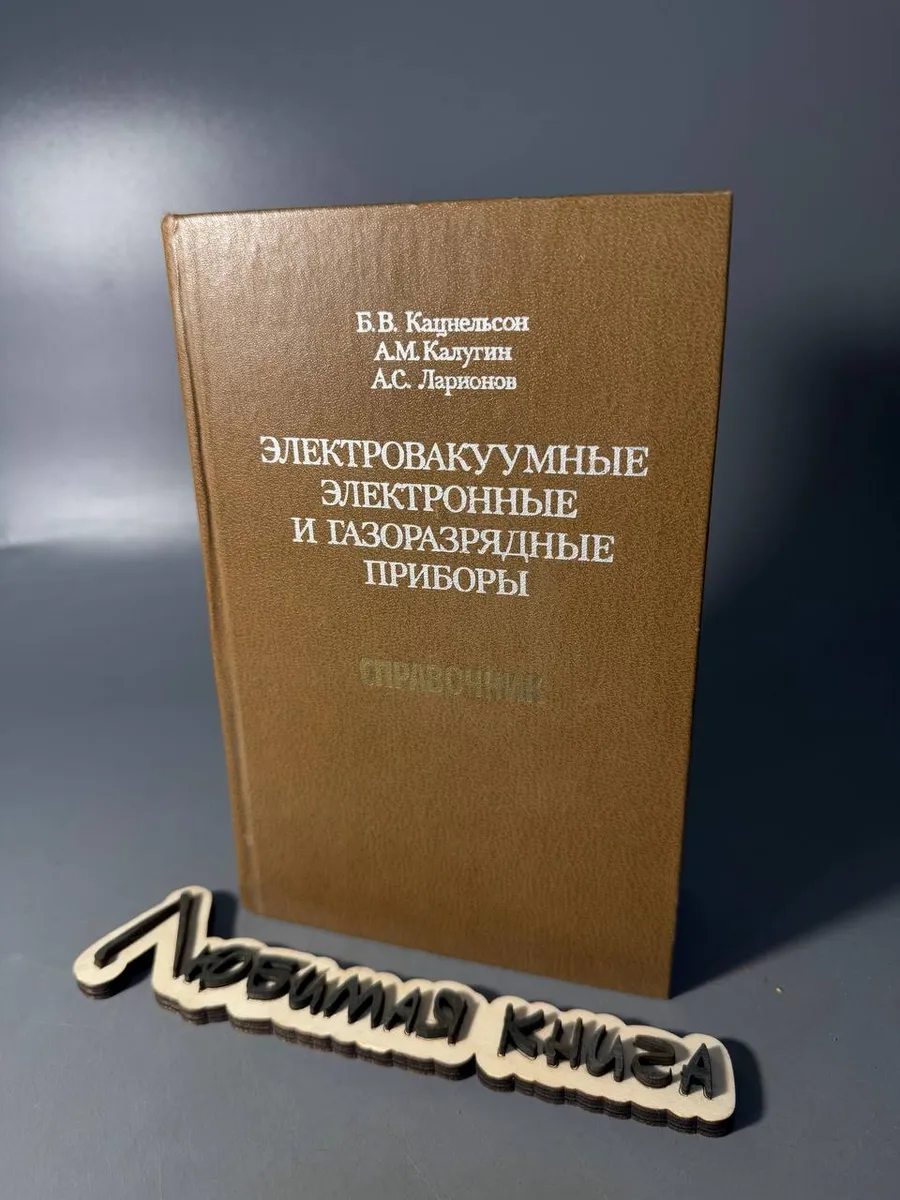 Б.В. Кацнельсон
А.М. Калугин
А.С. Ларионов
ЭЛЕКТРОВАКУУМНЫЕ
ЭЛЕКТРОННЫЕ
И ГАЗОРАЗРЯДНЫЕ
ПРИБОРЫ
СПРАВОЧНИК
ЛЮБИМАЯ КНИГА